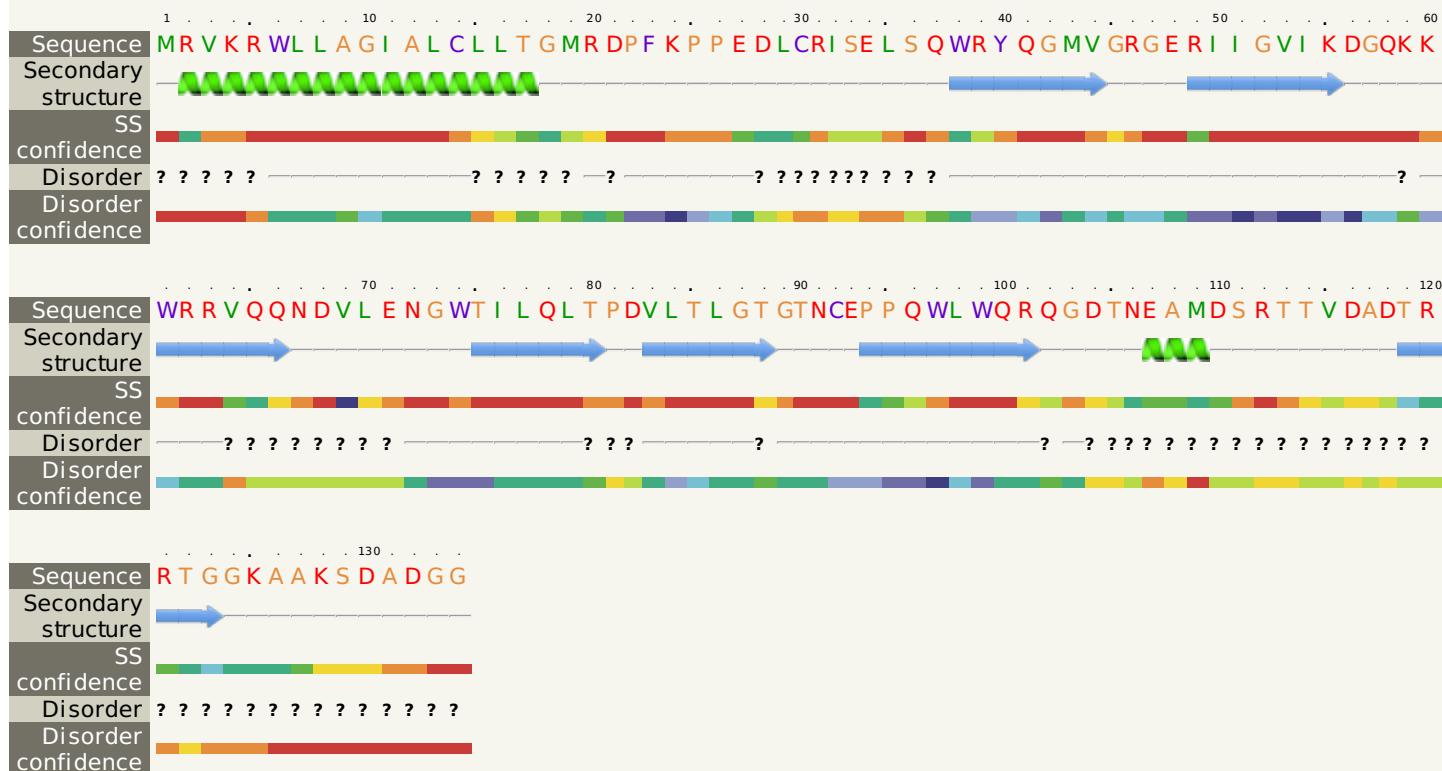 1 10 20 30 40 50 60
Sequence M R V K R W L L A G I A L C L L T G M R D P F K P P E D L C R I S E L S Q W R Y Q G M V G R G E R I I G V I K D G Q K K
Secondary
structure
SS
confidence
Disorder ? ? ? ? ? ? ? ? ? ? ? ? ? ? ? ? ? ? ? ? ? ?
Disorder
confidence
70 80 90 100 110 120
Sequence W R R V Q Q N D V L E N G W T I L Q L T P D V L T L G T G T N C E P P Q W L W Q R Q G D T N E A M D S R T T V D A D T R
Secondary
structure
SS
confidence
Disorder ? ? ? ? ? ? ? ? ? ? ? ? ? ? ? ? ? ? ? ? ? ? ? ? ? ? ? ? ? ?
Disorder
confidence
130
Sequence R T G G K A A K S D A D G G
Secondary
structure
SS
confidence
Disorder ? ? ? ? ? ? ? ? ? ? ? ? ? ?
Disorder
confidence